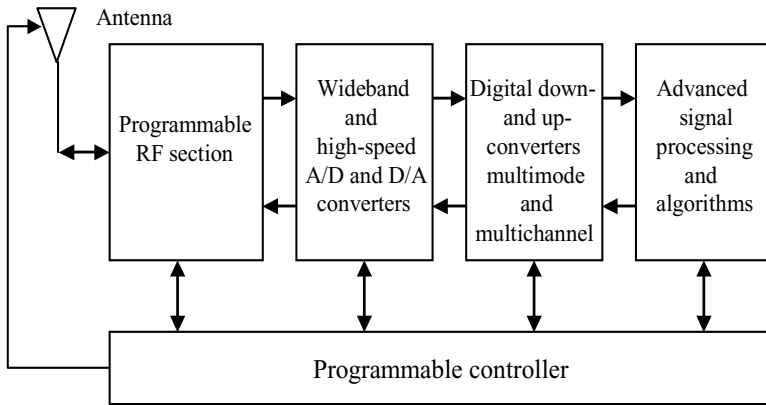 Antenna
Programmable
RF section
Wideband
and
high-speed
A/D and D/A
converters
Digital down-
and up-
converters
multimode
and
multichannel
Advanced
signal
processing
and
algorithms
Programmable controller